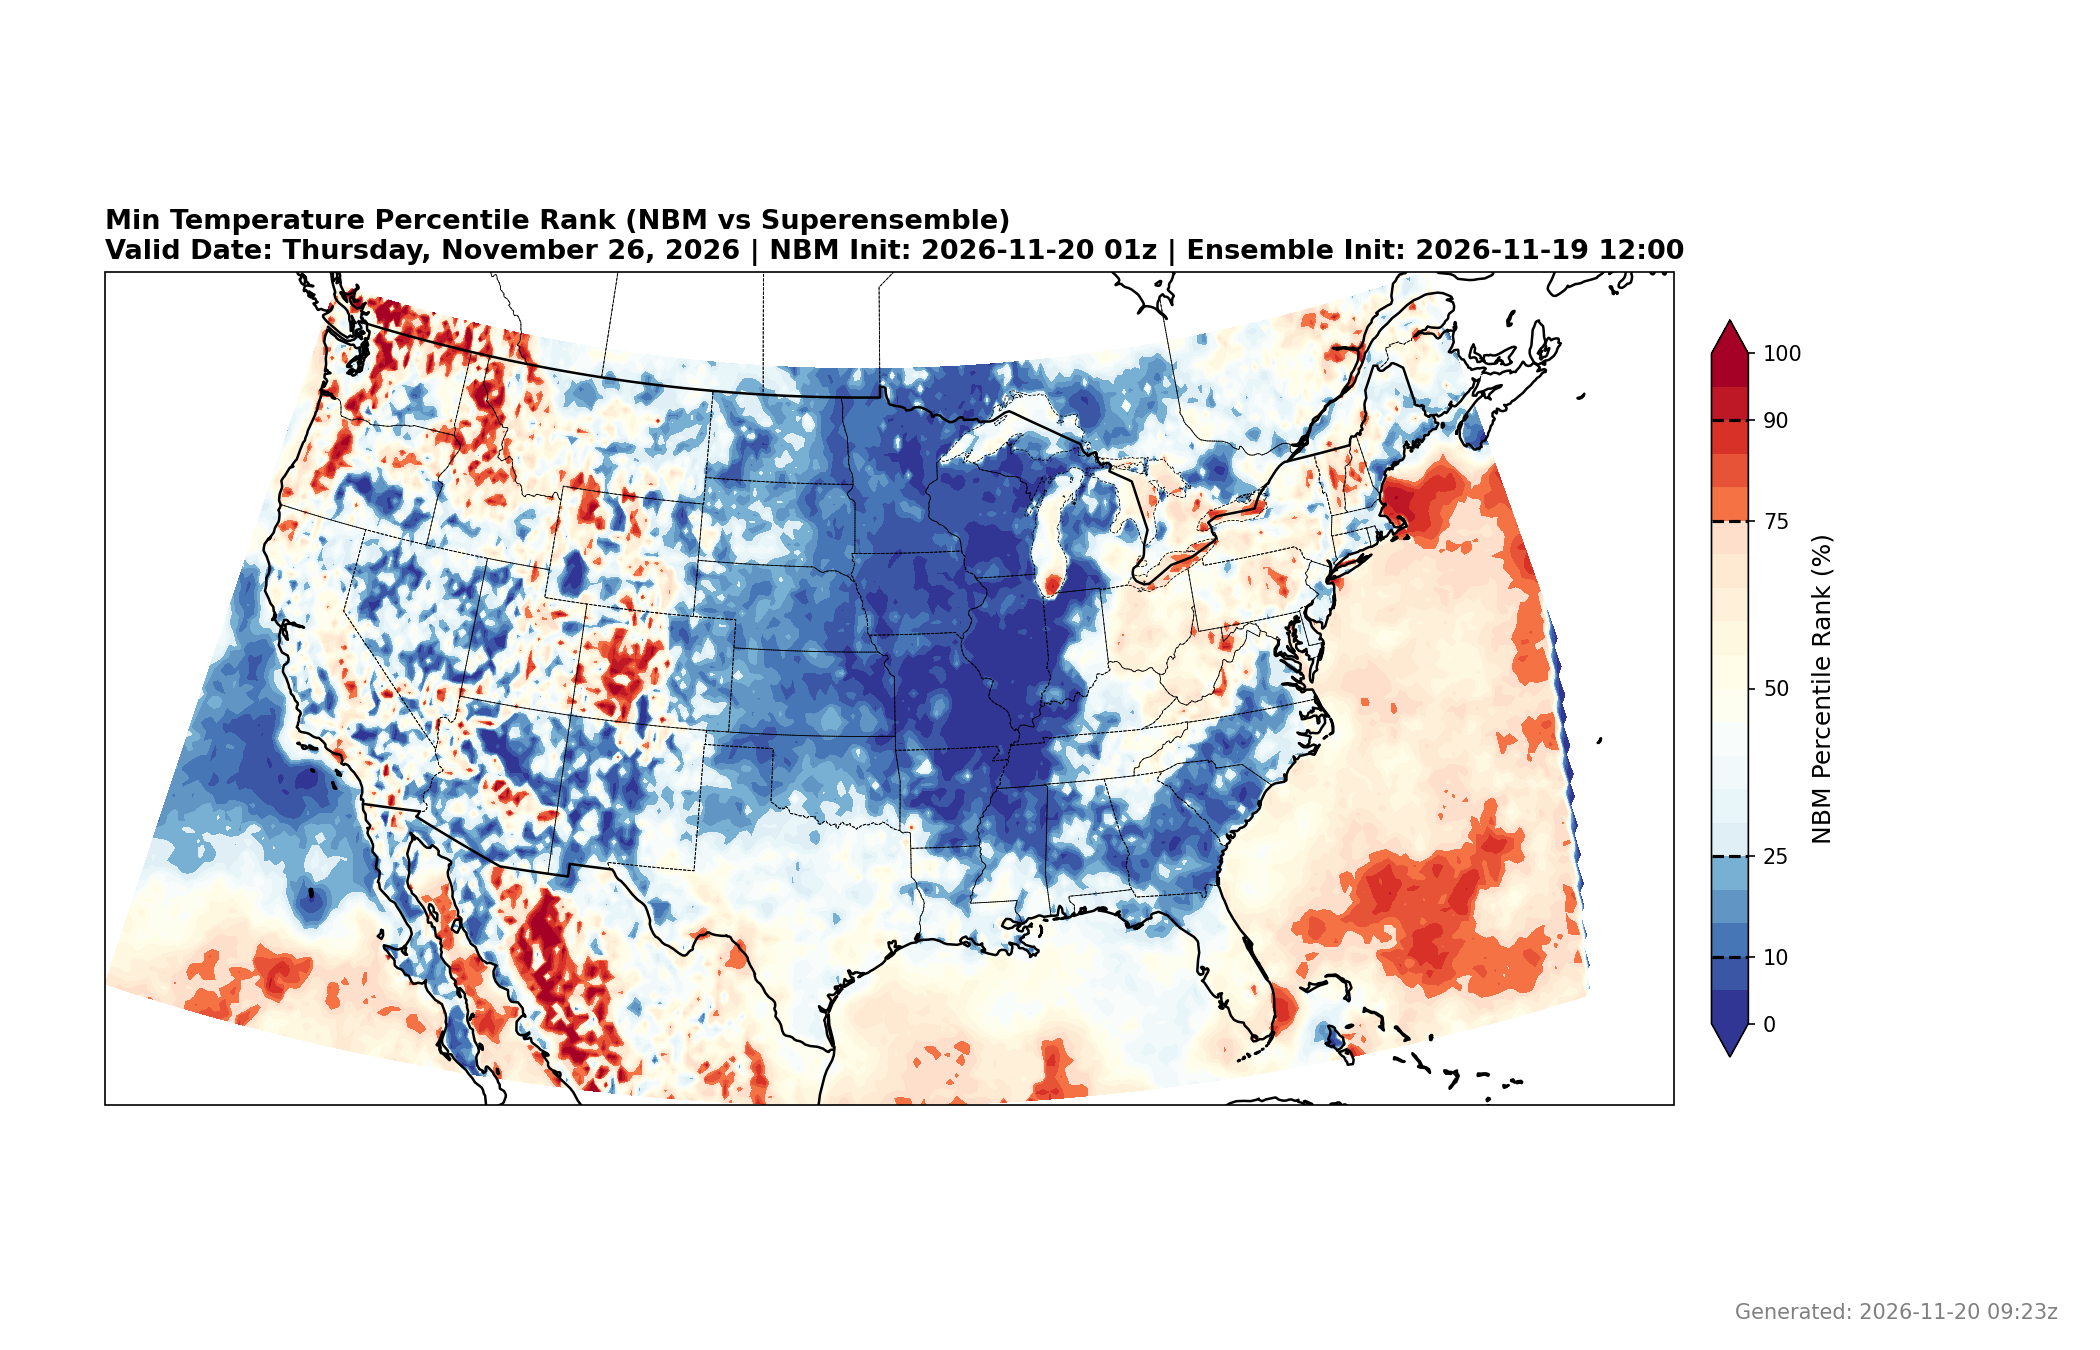 Min Temperature Percentile Rank (NBM vs Superensemble)
Valid Date: Thursday, November 26, 2026 | NBM Init: 2026-11-20 01z | Ensemble Init: 2026-11-19 12:00
100
90
75
50
25
10
0
NBM Percentile Rank (%)
Generated: 2026-11-20 09:23z